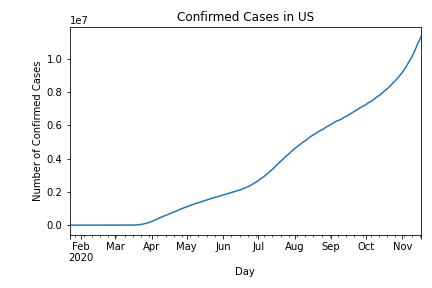 Confirmed Cases in US
1e7
1.0
0.8
0.6
0.4
0.2
0.0
Number of Confirmed Cases
Feb Mar Apr May Jun Jul Aug Sep Oct Nov
2020
Day